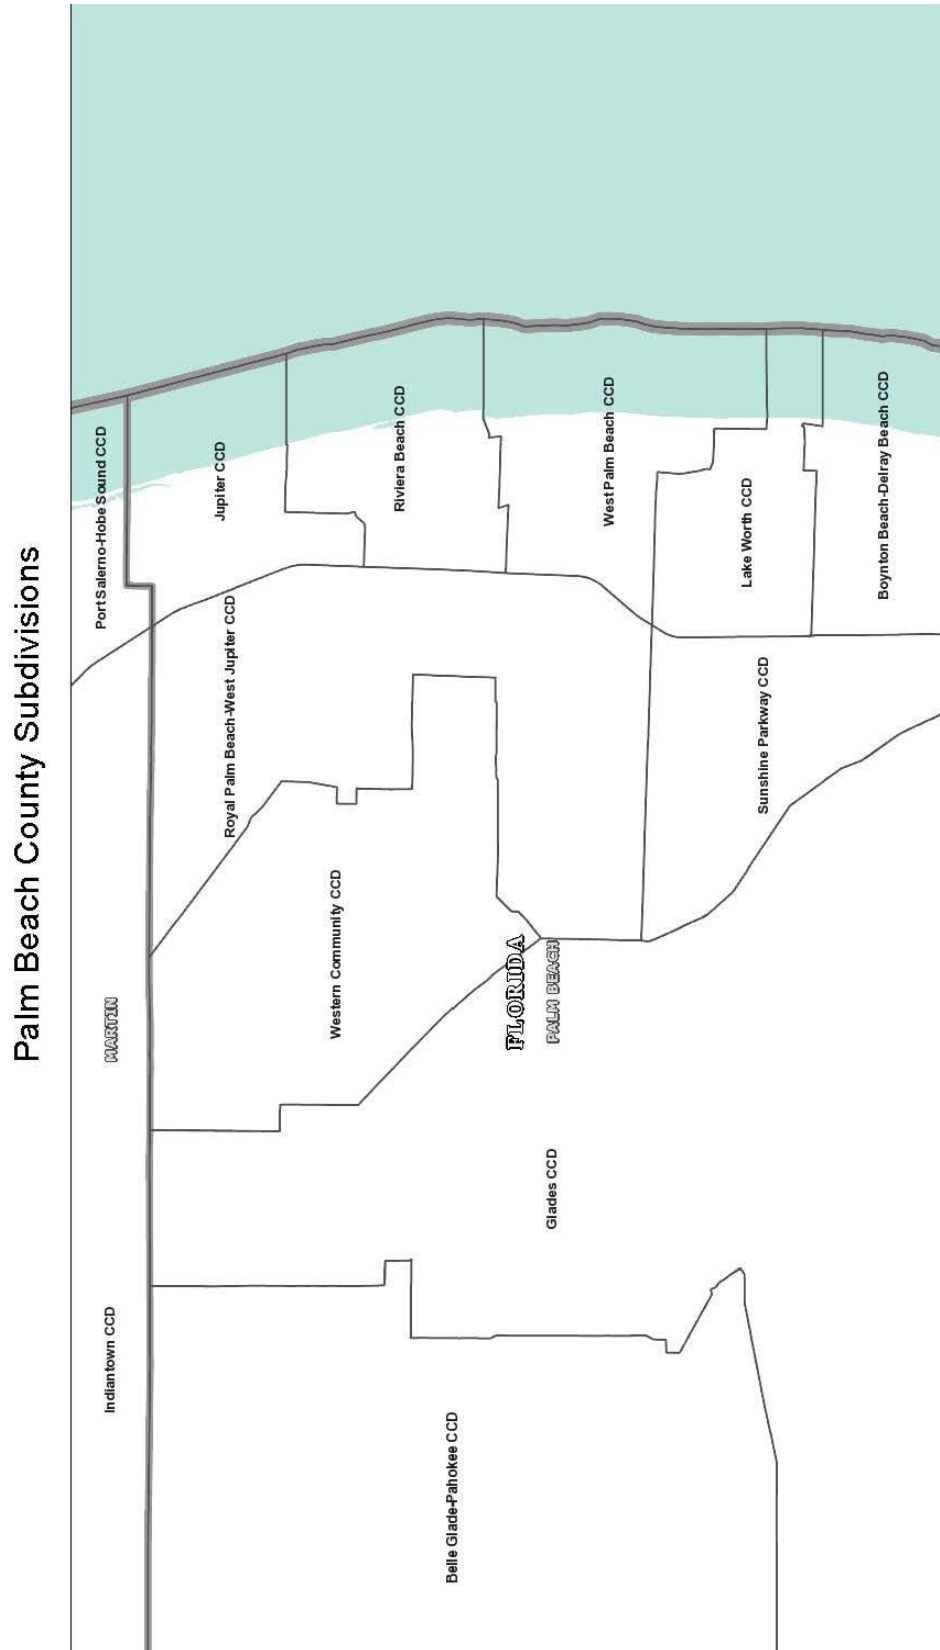 Palm Beach County Subdivisions
Indiantown CCD
MARTIN
Port Salerno-Hobe Sound CCD
Jupiter CCD
Royal Palm Beach-West Jupiter CCD
Western Community CCD
Riviera Beach CCD
Belle Glade-Pahokee CCD
FLORIDA
PALM BEACH
Glades CCD
West Palm Beach CCD
Lake Worth CCD
Sunshine Parkway CCD
Boynton Beach-Delray Beach CCD